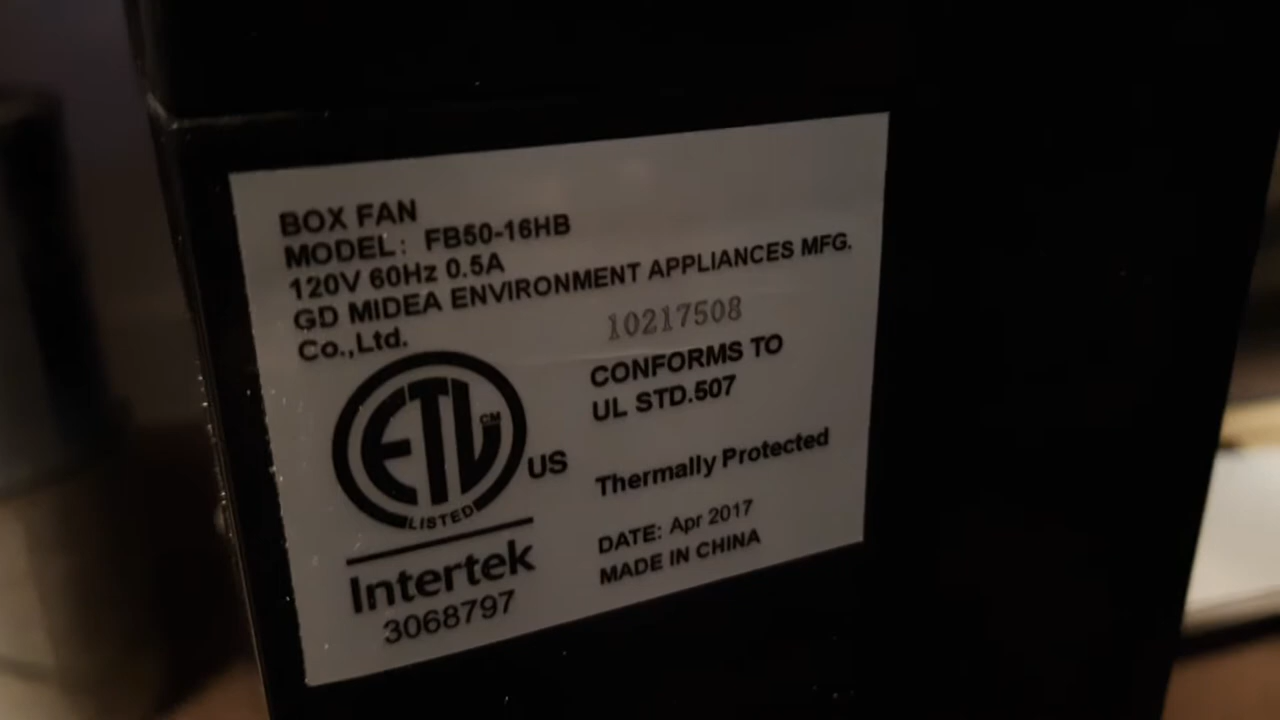 BOX FAN
MODEL: FB50-16HB
120V 60Hz 0.5A
GD MIDEA ENVIRONMENT APPLIANCES MFG.
Co.,Ltd.
10217508
CONFORMS TO
UL STD.507
ETL CM
LISTED
US
Thermally Protected
Intertek
3068797
DATE: Apr 2017
MADE IN CHINA